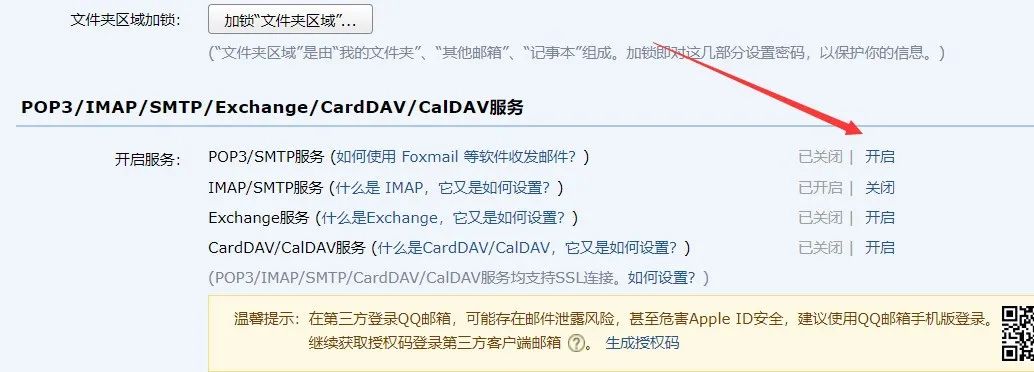 文件夹区域加锁： 加锁“文件夹区域”...
(“文件夹区域”是由“我的文件夹”、“其他邮箱”、“记事本”组成。加锁即对这几部分设置密码，以保护你的信息。)
POP3/IMAP/SMTP/Exchange/CardDAV/CalDAV服务
开启服务： POP3/SMTP服务 (如何使用 Foxmail 等软件收发邮件？) 已关闭 | 开启
IMAP/SMTP服务 (什么是 IMAP，它又是如何设置？) 已开启 | 关闭
Exchange服务 (什么是Exchange，它又是如何设置？) 已关闭 | 开启
CardDAV/CalDAV服务 (什么是CardDAV/CalDAV，它又是如何设置？) 已关闭 | 开启
(POP3/IMAP/SMTP/CardDAV/CalDAV服务均支持SSL连接。如何设置？)
温馨提示：在第三方登录QQ邮箱，可能存在邮件泄露风险，甚至危害Apple ID安全，建议使用QQ邮箱手机版登录。
继续获取授权码登录第三方客户端邮箱 ? 。 生成授权码